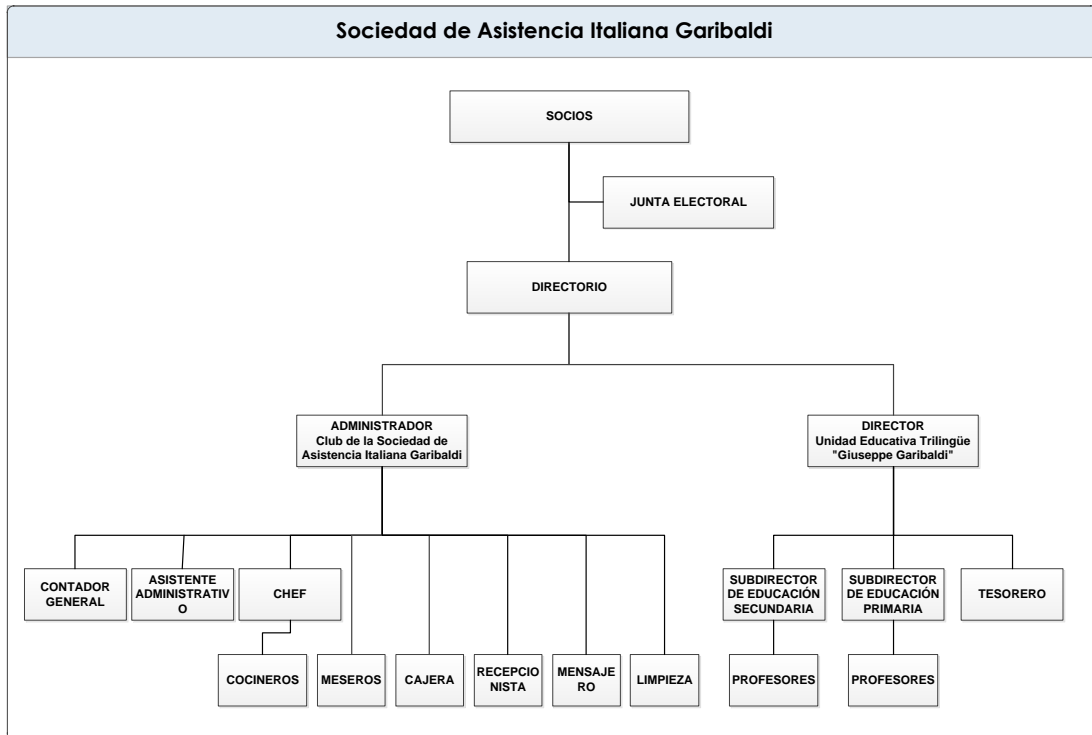 Sociedad de Asistencia Italiana Garibaldi
SOCIOS
JUNTA ELECTORAL
DIRECTORIO
ADMINISTRADOR
Club de la Sociedad de
Asistencia Italiana Garibaldi
DIRECTOR
Unidad Educativa Trilingüe
"Giuseppe Garibaldi"
CONTADOR
GENERAL
ASISTENTE
ADMINISTRATIV
O
CHEF
SUBDIRECTOR
DE EDUCACIÓN
SECUNDARIA
SUBDIRECTOR
DE EDUCACIÓN
PRIMARIA
TESORERO
COCINEROS
MESEROS
CAJERA
RECEPCIO
NISTA
MENSAJE
RO
LIMPIEZA
PROFESORES
PROFESORES